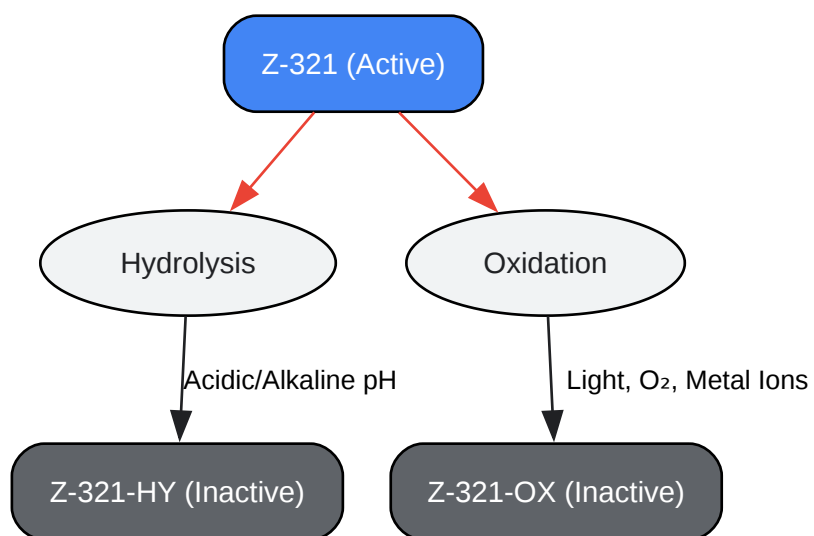 Z-321 (Active)
Hydrolysis
Oxidation
Acidic/Alkaline pH
Light, O₂, Metal Ions
Z-321-HY (Inactive)
Z-321-OX (Inactive)